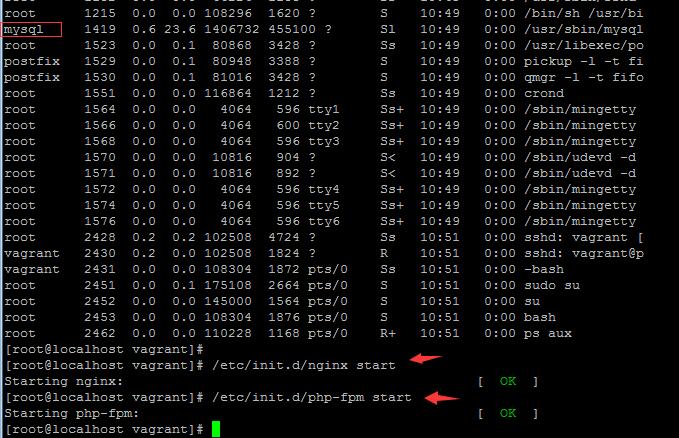 root 1215 0.0 0.0 108296 1620 ? S 10:49 0:00 /bin/sh /usr/bi
mysql 1419 0.6 23.6 1406732 455100 ? Sl 10:49 0:00 /usr/sbin/mysql
root 1523 0.0 0.1 80868 3428 ? Ss 10:49 0:00 /usr/libexec/po
postfix 1529 0.0 0.1 80948 3388 ? S 10:49 0:00 pickup -l -t fi
postfix 1530 0.0 0.1 81016 3428 ? S 10:49 0:00 qmgr -l -t fifo
root 1551 0.0 0.0 116864 1212 ? Ss 10:49 0:00 crond
root 1564 0.0 0.0 4064 596 tty1 Ss+ 10:49 0:00 /sbin/mingetty
root 1566 0.0 0.0 4064 600 tty2 Ss+ 10:49 0:00 /sbin/mingetty
root 1568 0.0 0.0 4064 596 tty3 Ss+ 10:49 0:00 /sbin/mingetty
root 1570 0.0 0.0 10816 904 ? S< 10:49 0:00 /sbin/udevd -d
root 1571 0.0 0.0 10816 892 ? S< 10:49 0:00 /sbin/udevd -d
root 1572 0.0 0.0 4064 596 tty4 Ss+ 10:49 0:00 /sbin/mingetty
root 1574 0.0 0.0 4064 596 tty5 Ss+ 10:49 0:00 /sbin/mingetty
root 1576 0.0 0.0 4064 596 tty6 Ss+ 10:49 0:00 /sbin/mingetty
root 2428 0.2 0.2 102508 4724 ? Ss 10:51 0:00 sshd: vagrant [
vagrant 2430 0.2 0.0 102508 1824 ? R 10:51 0:00 sshd: vagrant@p
vagrant 2431 0.0 0.0 108304 1872 pts/0 Ss 10:51 0:00 -bash
root 2451 0.0 0.1 175108 2664 pts/0 S 10:51 0:00 sudo su
root 2452 0.0 0.0 145000 1564 pts/0 S 10:51 0:00 su
root 2453 0.0 0.0 108304 1876 pts/0 S 10:51 0:00 bash
root 2462 0.0 0.0 110228 1168 pts/0 R+ 10:51 0:00 ps aux
[root@localhost vagrant]#
[root@localhost vagrant]# /etc/init.d/nginx start
Starting nginx: [ OK ]
[root@localhost vagrant]# /etc/init.d/php-fpm start
Starting php-fpm: [ OK ]
[root@localhost vagrant]#